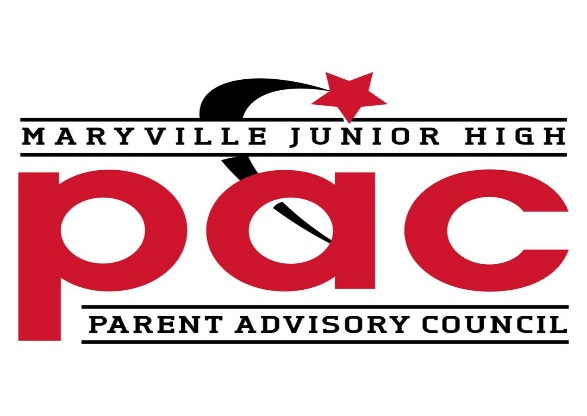 MARYVILLE JUNIOR HIGH
pac
PARENT ADVISORY COUNCIL